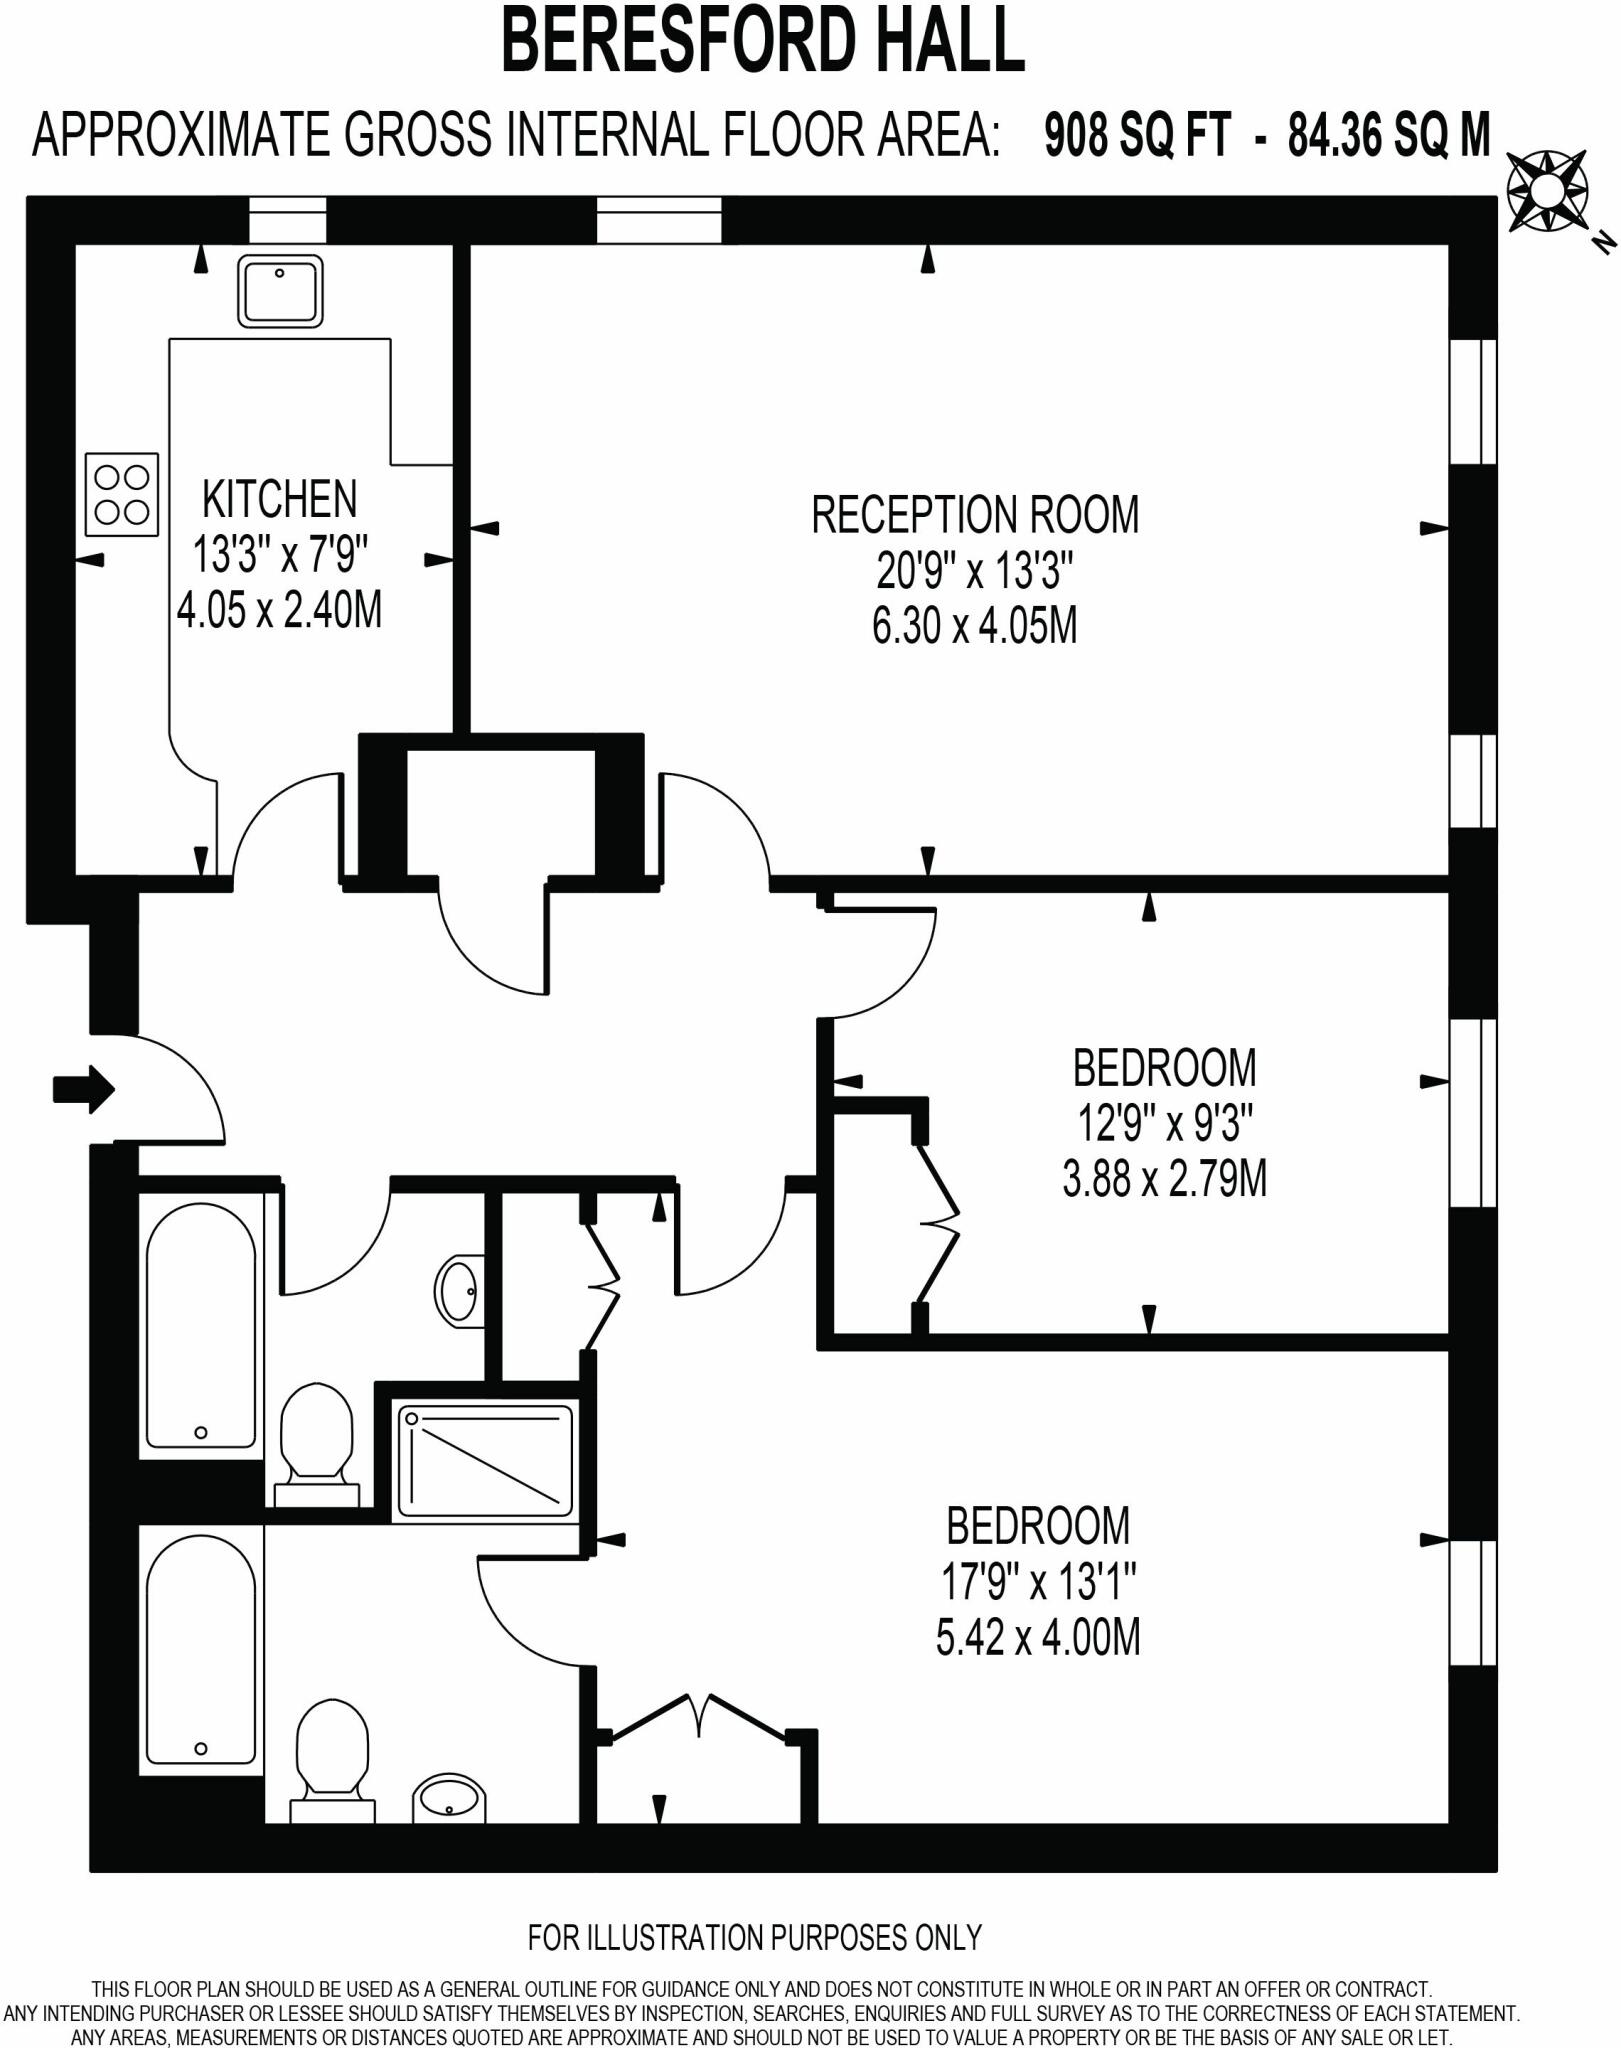 BERESFORD HALL
APPROXIMATE GROSS INTERNAL FLOOR AREA: 908 SQ FT - 84.36 SQ M
N
KITCHEN
13'3" x 7'9"
4.05 x 2.40M
RECEPTION ROOM
20'9" x 13'3"
6.30 x 4.05M
BEDROOM
12'9" x 9'3"
3.88 x 2.79M
BEDROOM
17'9" x 13'1"
5.42 x 4.00M
FOR ILLUSTRATION PURPOSES ONLY
THIS FLOOR PLAN SHOULD BE USED AS A GENERAL OUTLINE FOR GUIDANCE ONLY AND DOES NOT CONSTITUTE IN WHOLE OR IN PART AN OFFER OR CONTRACT.
ANY INTENDING PURCHASER OR LESSEE SHOULD SATISFY THEMSELVES BY INSPECTION, SEARCHES, ENQUIRIES AND FULL SURVEY AS TO THE CORRECTNESS OF EACH STATEMENT.
ANY AREAS, MEASUREMENTS OR DISTANCES QUOTED ARE APPROXIMATE AND SHOULD NOT BE USED TO VALUE A PROPERTY OR BE THE BASIS OF ANY SALE OR LET.